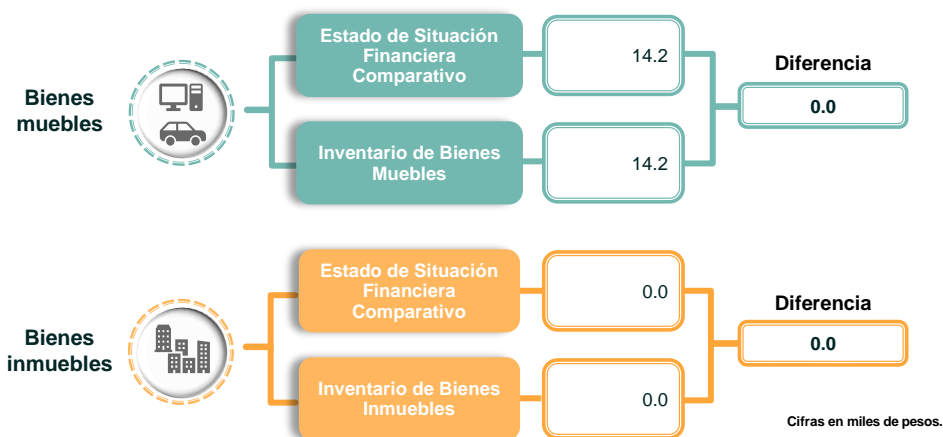 Bienes
muebles
Estado de Situación
Financiera
Comparativo
14.2
Inventario de Bienes
Muebles
14.2
Diferencia
0.0
Bienes
inmuebles
Estado de Situación
Financiera
Comparativo
0.0
Inventario de Bienes
Inmuebles
0.0
Diferencia
0.0
Cifras en miles de pesos.